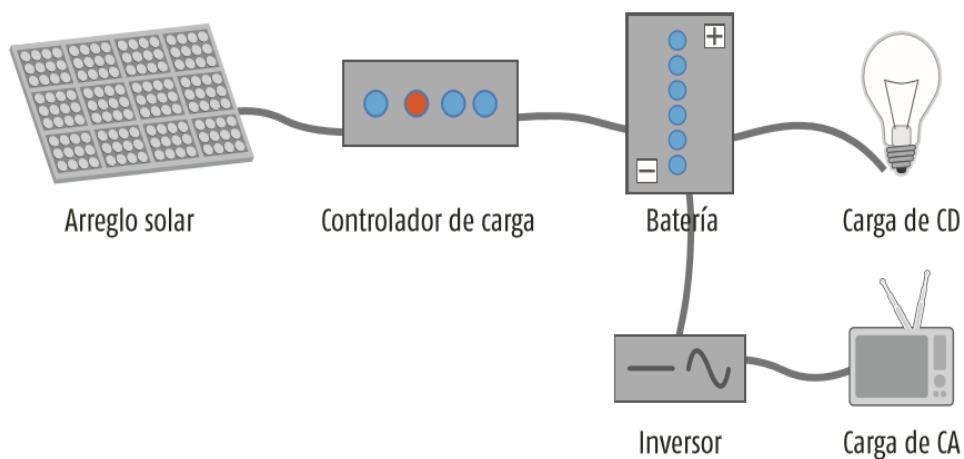 +
−
Arreglo solar
Controlador de carga
Batería
Carga de CD
Inversor
Carga de CA